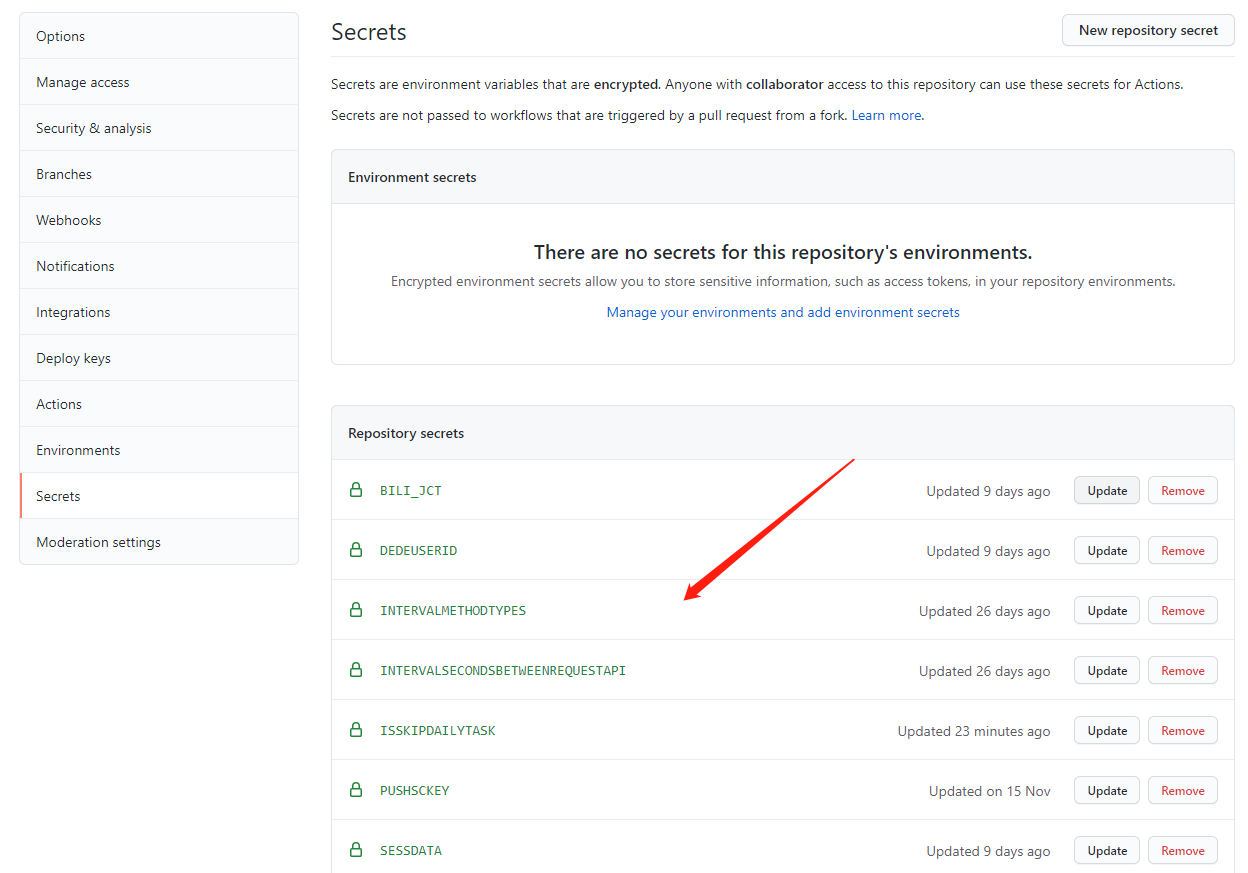 Options
Manage access
Security & analysis
Branches
Webhooks
Notifications
Integrations
Deploy keys
Actions
Environments
Secrets
Moderation settings
Secrets
New repository secret
Secrets are environment variables that are encrypted. Anyone with collaborator access to this repository can use these secrets for Actions.
Secrets are not passed to workflows that are triggered by a pull request from a fork. Learn more.
Environment secrets
There are no secrets for this repository's environments.
Encrypted environment secrets allow you to store sensitive information, such as access tokens, in your repository environments.
Manage your environments and add environment secrets
Repository secrets
BILI_JCT Updated 9 days ago Update Remove
DEDEUSERID Updated 9 days ago Update Remove
INTERVALMETHODTYPES Updated 26 days ago Update Remove
INTERVALSECONDSBETWEENREQUESTAPI Updated 26 days ago Update Remove
ISSKIPDAILYTASK Updated 23 minutes ago Update Remove
PUSHSCKEY Updated on 15 Nov Update Remove
SESSDATA Updated 9 days ago Update Remove